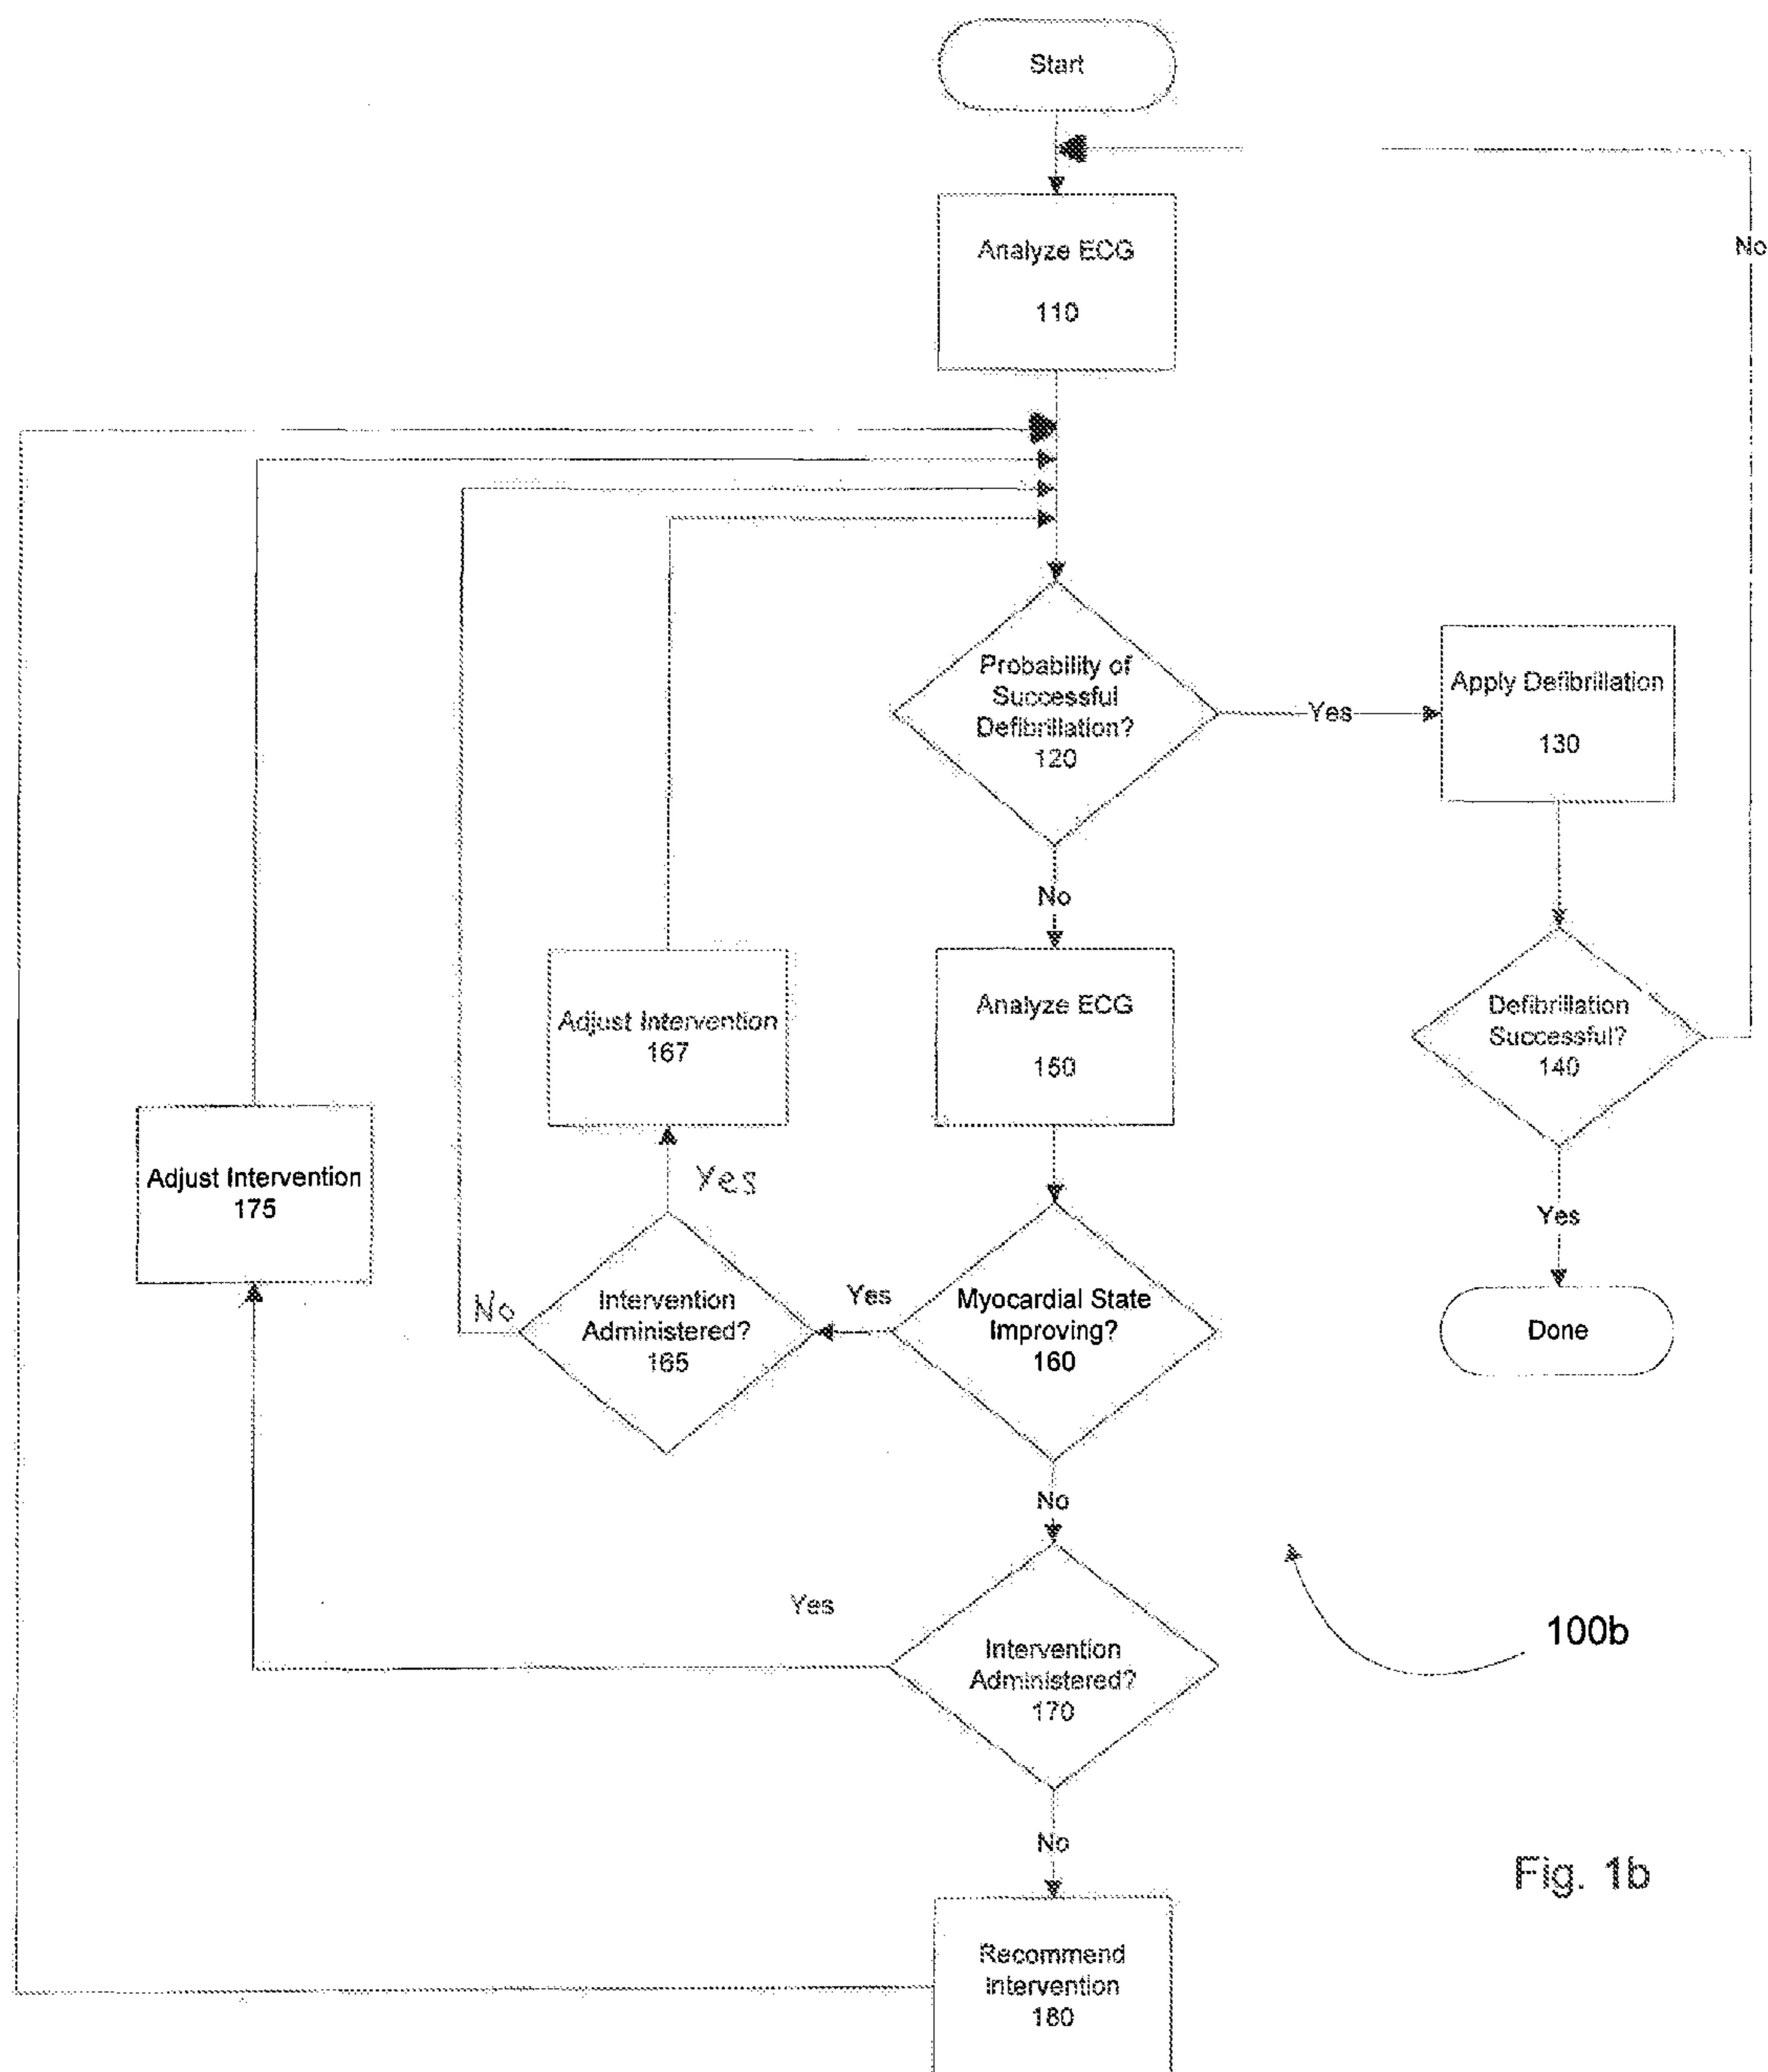 Start
Analyze ECG
110
No
Probability of
Successful
Defibrillation?
120
Yes
Apply Defibrillation
130
No
Analyze ECG
150
Adjust Intervention
167
Defibrillation
Successful?
140
Adjust Intervention
175
Yes
Yes
No
Intervention
Administered?
165
Yes
Myocardial State
Improving?
160
Done
No
Yes
Intervention
Administered?
170
100b
No
Fig. 1b
Recommend
Intervention
180